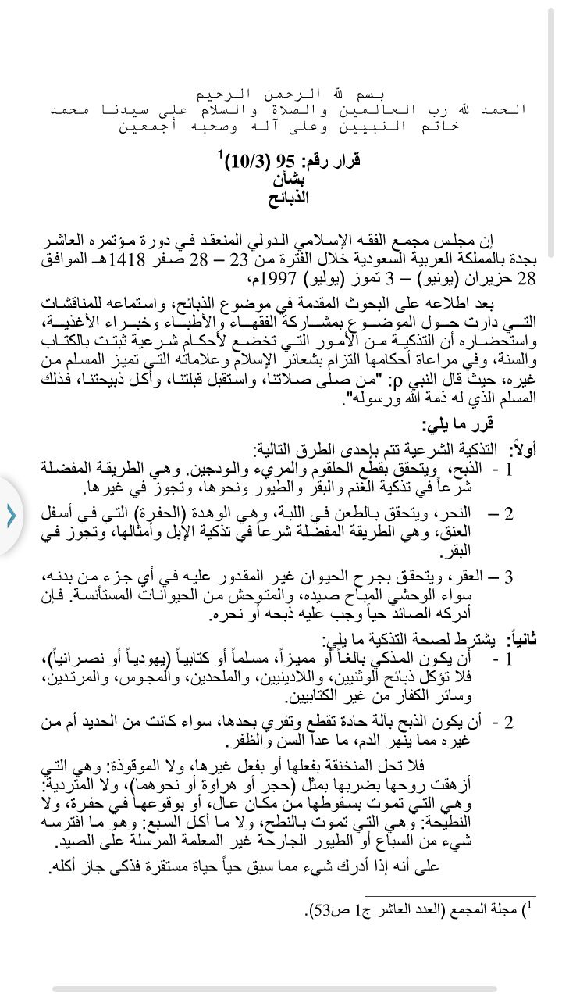 بسم الله الرحمن الرحيم
الحمد لله رب العالمين والصلاة والسلام على سيدنا محمد
خاتم النبيين وعلى آله وصحبه أجمعين
قرار رقم: 95 (10/3)1
بشأن
الذبائح
إن مجلس مجمع الفقه الإسلامي الدولي المنعقد في دورة مؤتمره العاشر
بجدة بالمملكة العربية السعودية خلال الفترة من 23 – 28 صفر 1418هـ الموافق
28 حزيران (يونيو) – 3 تموز (يوليو) 1997م،
بعد اطلاعه على البحوث المقدمة في موضوع الذبائح، واستماعه للمناقشات
التي دارت حول الموضوع بمشاركة الفقهاء والأطباء وخبراء الأغذية،
واستحضاره أن التذكية من الأمور التي تخضع لأحكام شرعية ثبتت بالكتاب
والسنة، وفي مراعاة أحكامها التزام بشعائر الإسلام وعلاماته التي تميز المسلم من
غيره، حيث قال النبي ρ: "من صلى صلاتنا، واستقبل قبلتنا، وأكل ذبيحتنا، فذلك
المسلم الذي له ذمة الله ورسوله".
قرر ما يلي:
أولاً: التذكية الشرعية تتم بإحدى الطرق التالية:
1 - الذبح، ويتحقق بقطع الحلقوم والمريء والودجين. وهي الطريقة المفضلة
شرعاً في تذكية الغنم والبقر والطيور ونحوها، وتجوز في غيرها.
2 – النحر، ويتحقق بالطعن في اللبة، وهي الوهدة (الحفرة) التي في أسفل
العنق، وهي الطريقة المفضلة شرعاً في تذكية الإبل وأمثالها، وتجوز في
البقر.
3 – العقر، ويتحقق بجرح الحيوان غير المقدور عليه في أي جزء من بدنه،
سواء الوحشي المباح صيده، والمتوحش من الحيوانات المستأنسة. فإن
أدركه الصائد حياً وجب عليه ذبحه أو نحره.
ثانياً: يشترط لصحة التذكية ما يلي:
1 - أن يكون المذكي بالغاً أو مميزاً، مسلماً أو كتابياً (يهودياً أو نصرانياً)،
فلا تؤكل ذبائح الوثنيين، واللادينيين، والملحدين، والمجوس، والمرتدين،
وسائر الكفار من غير الكتابيين.
2 - أن يكون الذبح بآلة حادة تقطع وتفري بحدها، سواء كانت من الحديد أم من
غيره مما ينهر الدم، ما عدا السن والظفر.
فلا تحل المنخنقة بفعلها أو بفعل غيرها، ولا الموقوذة: وهي التي
أزهقت روحها بضربها بمثل (حجر أو هراوة أو نحوهما)، ولا المتردية:
وهي التي تموت بسقوطها من مكان عال، أو بوقوعها في حفرة، ولا
النطيحة: وهي التي تموت بالنطح، ولا ما أكل السبع: وهو ما افترسه
شيء من السباع أو الطيور الجارحة غير المعلمة المرسلة على الصيد.
على أنه إذا أدرك شيء مما سبق حياً حياة مستقرة فذكى جاز أكله.
1) مجلة المجمع (العدد العاشر ج1 ص53).